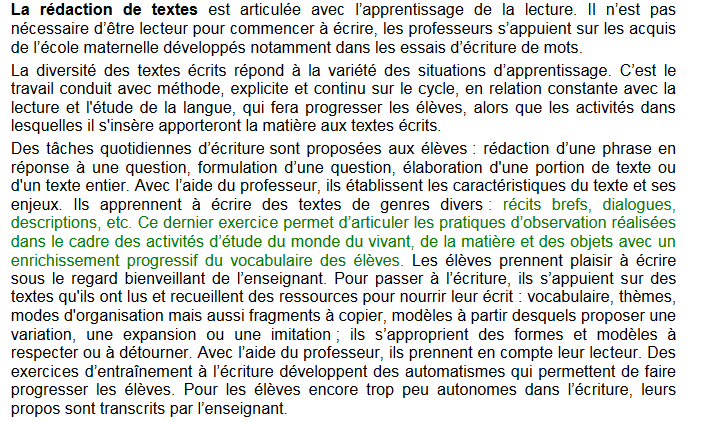 La rédaction de textes est articulée avec l’apprentissage de la lecture. Il n’est pas
nécessaire d’être lecteur pour commencer à écrire, les professeurs s’appuient sur les acquis
de l’école maternelle développés notamment dans les essais d’écriture de mots.
La diversité des textes écrits répond à la variété des situations d’apprentissage. C’est le
travail conduit avec méthode, explicite et continu sur le cycle, en relation constante avec la
lecture et l'étude de la langue, qui fera progresser les élèves, alors que les activités dans
lesquelles il s'insère apporteront la matière aux textes écrits.
Des tâches quotidiennes d’écriture sont proposées aux élèves : rédaction d’une phrase en
réponse à une question, formulation d’une question, élaboration d'une portion de texte ou
d'un texte entier. Avec l’aide du professeur, ils établissent les caractéristiques du texte et ses
enjeux. Ils apprennent à écrire des textes de genres divers : récits brefs, dialogues,
descriptions, etc. Ce dernier exercice permet d’articuler les pratiques d’observation réalisées
dans le cadre des activités d’étude du monde du vivant, de la matière et des objets avec un
enrichissement progressif du vocabulaire des élèves. Les élèves prennent plaisir à écrire
sous le regard bienveillant de l’enseignant. Pour passer à l’écriture, ils s’appuient sur des
textes qu'ils ont lus et recueillent des ressources pour nourrir leur écrit : vocabulaire, thèmes,
modes d'organisation mais aussi fragments à copier, modèles à partir desquels proposer une
variation, une expansion ou une imitation ; ils s’approprient des formes et modèles à
respecter ou à détourner. Avec l’aide du professeur, ils prennent en compte leur lecteur. Des
exercices d’entraînement à l’écriture développent des automatismes qui permettent de faire
progresser les élèves. Pour les élèves encore trop peu autonomes dans l’écriture, leurs
propos sont transcrits par l’enseignant.